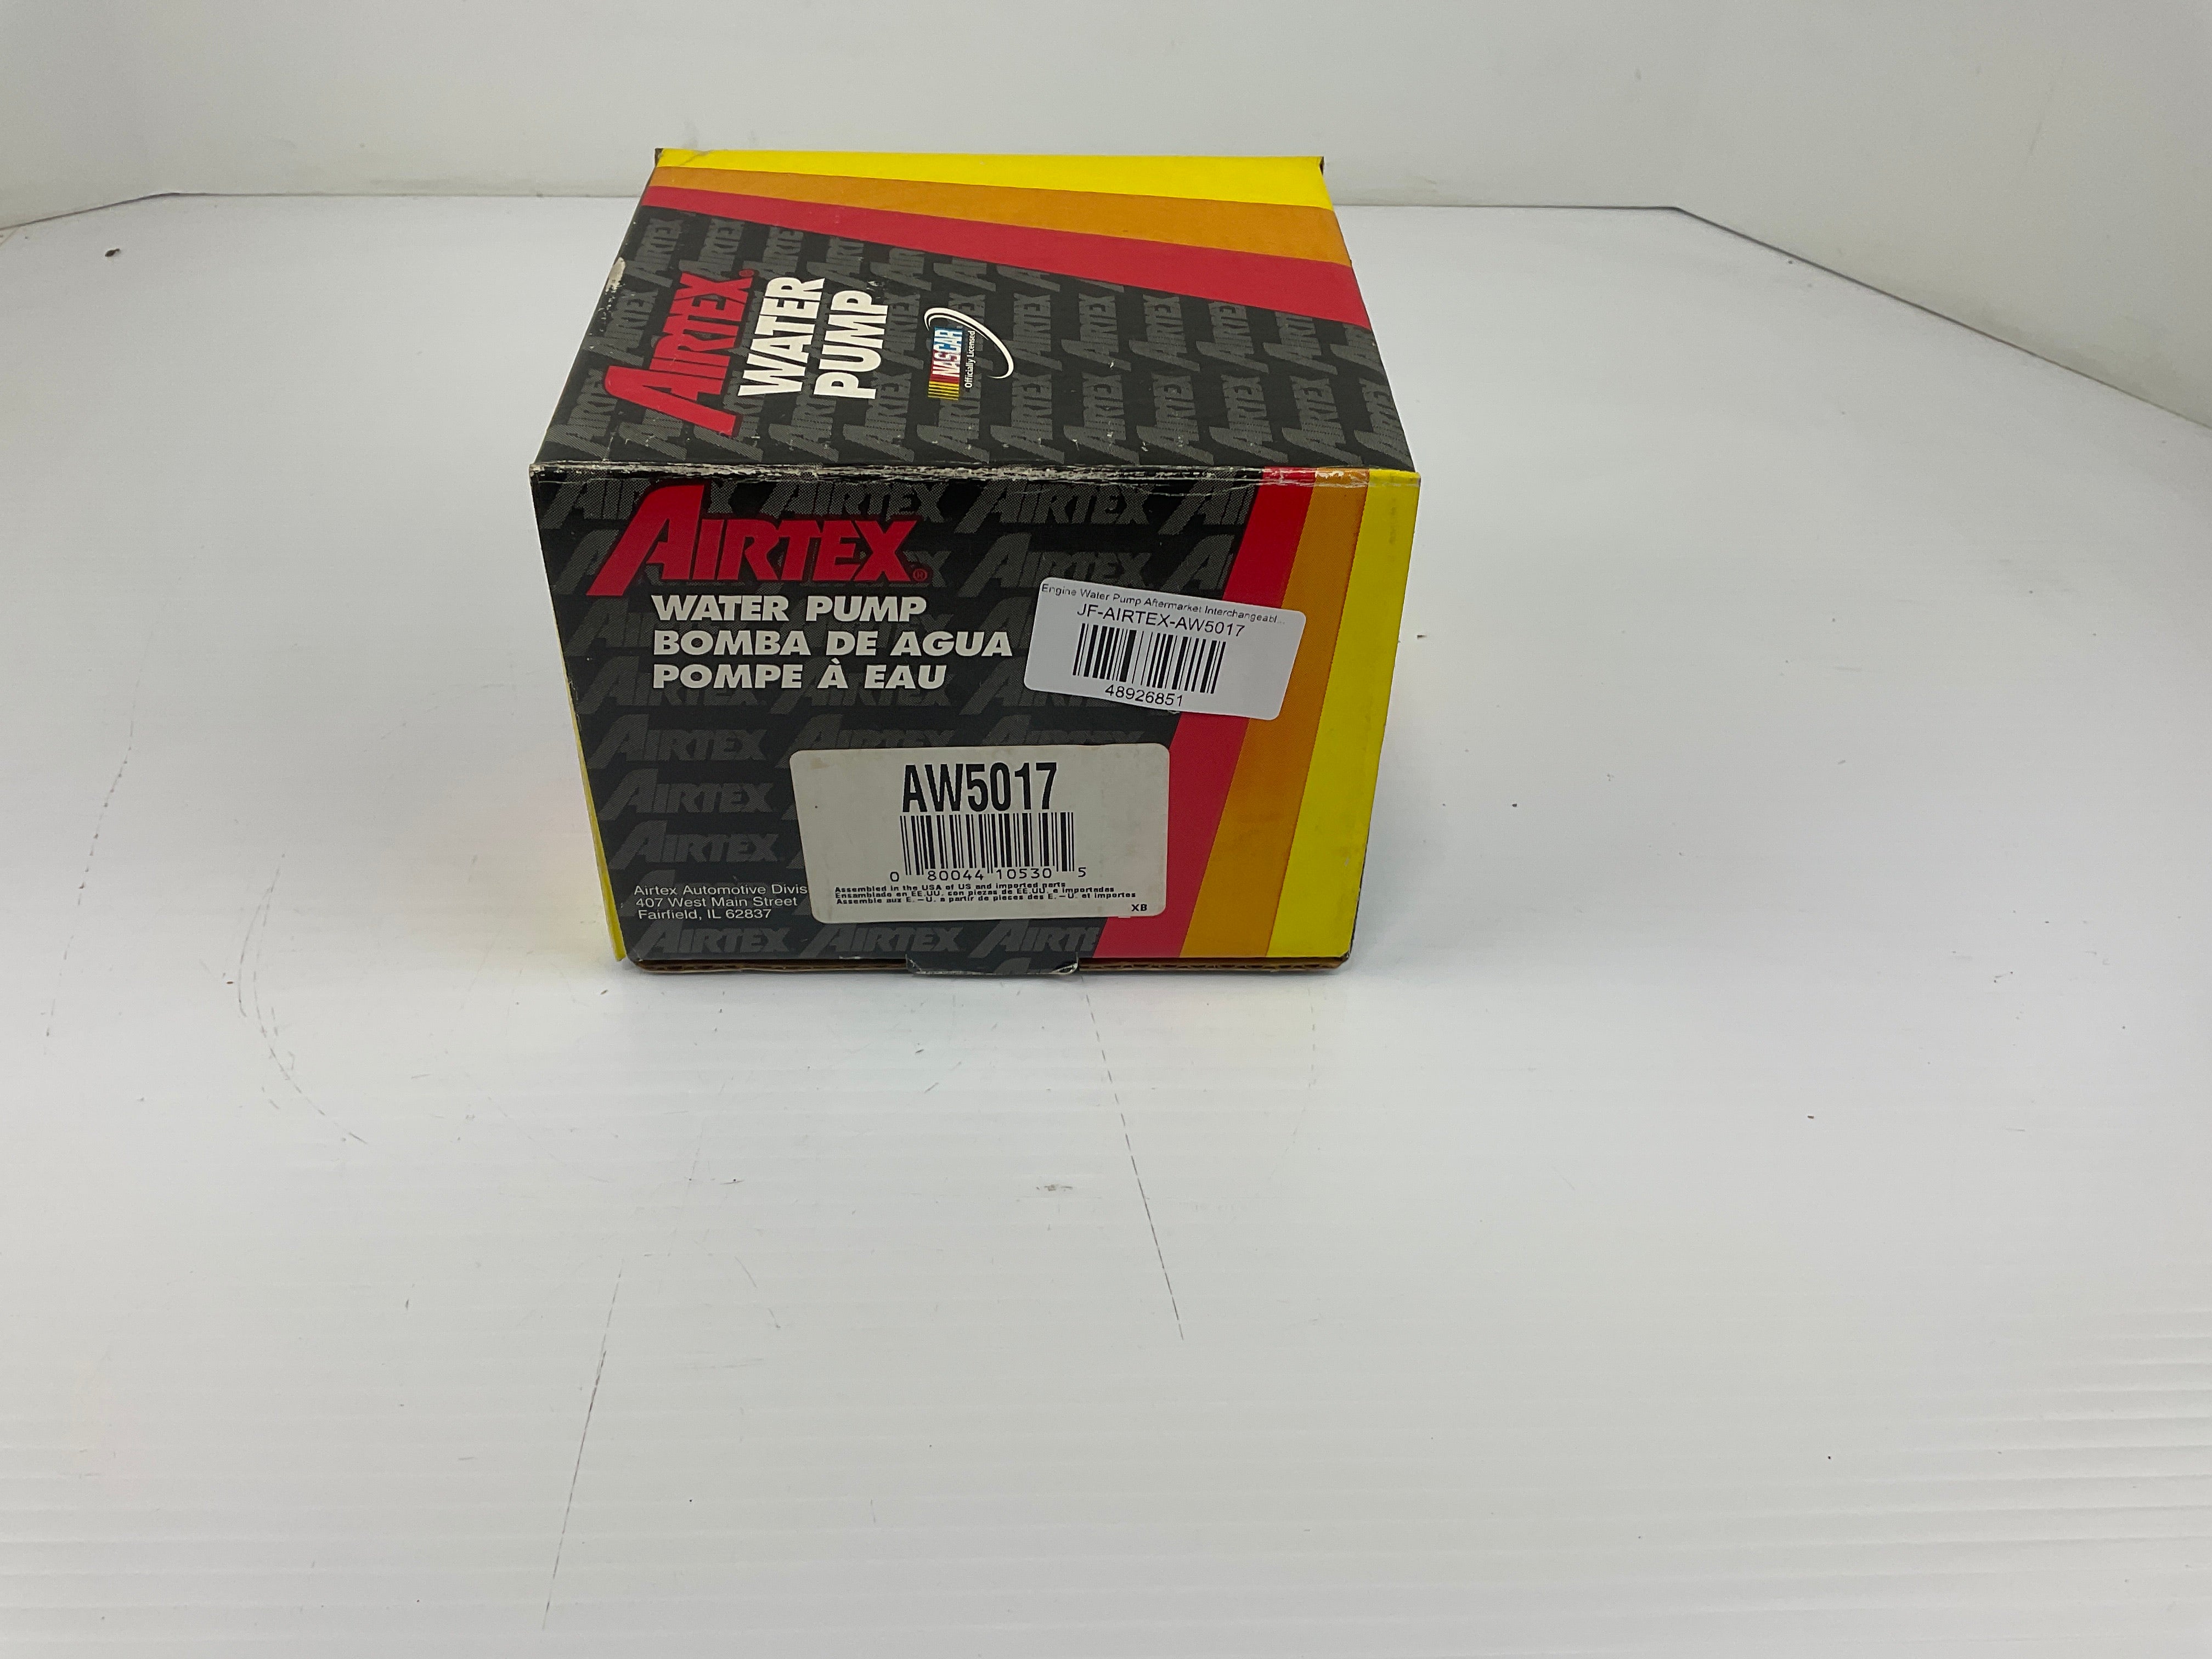 AIRTEX®
WATER
PUMP
NASCAR
Officially Licensed
AIRTEX®
WATER PUMP
BOMBA DE AGUA
POMPE À EAU
Engine Water Pump Aftermarket Interchangeabl...
JF-AIRTEX-AW5017
48926851
AW5017
0 80044 10530 5
Assembled in the USA of US and imported parts
Ensamblado en EE.UU. con piezas de EE.UU. e importadas
Assemble aux E.-U. a partir de pieces des E.-U. et importes
XB
Airtex Automotive Divis
407 West Main Street
Fairfield, IL 62837